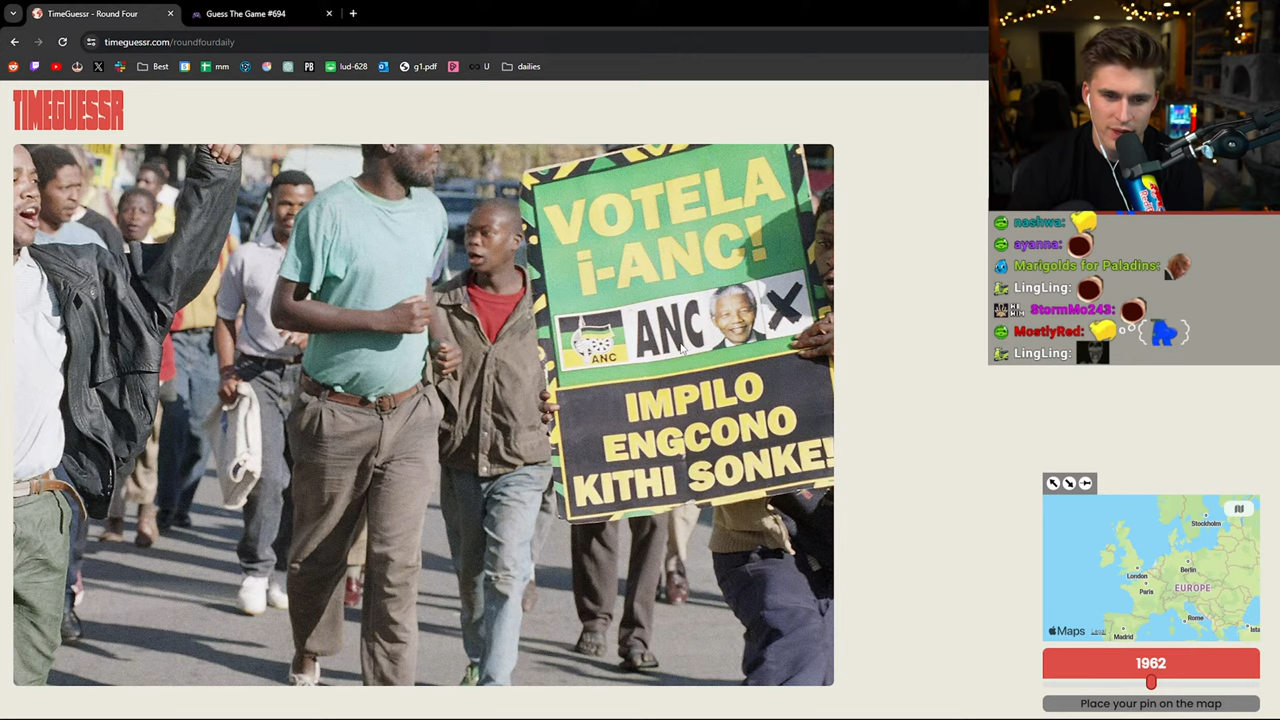 TimeGuessr - Round Four
Guess The Game #694
timeguessr.com/roundfourdaily
Best
mm
PB
lud-628
g1.pdf
U
dailies
TIMEGUESSR
VOTELA
i-ANC!
ANC
ANC
IMPILO
ENGCONO
KITHI SONKE!
nashwa:
ayanna:
Marigolds for Paladins:
LingLing:
StormMo243:
MostlyRed:
LingLing:
Stockholm
London
Berlin
Paris
EUROPE
Rome
Madrid
Maps
1962
Place your pin on the map